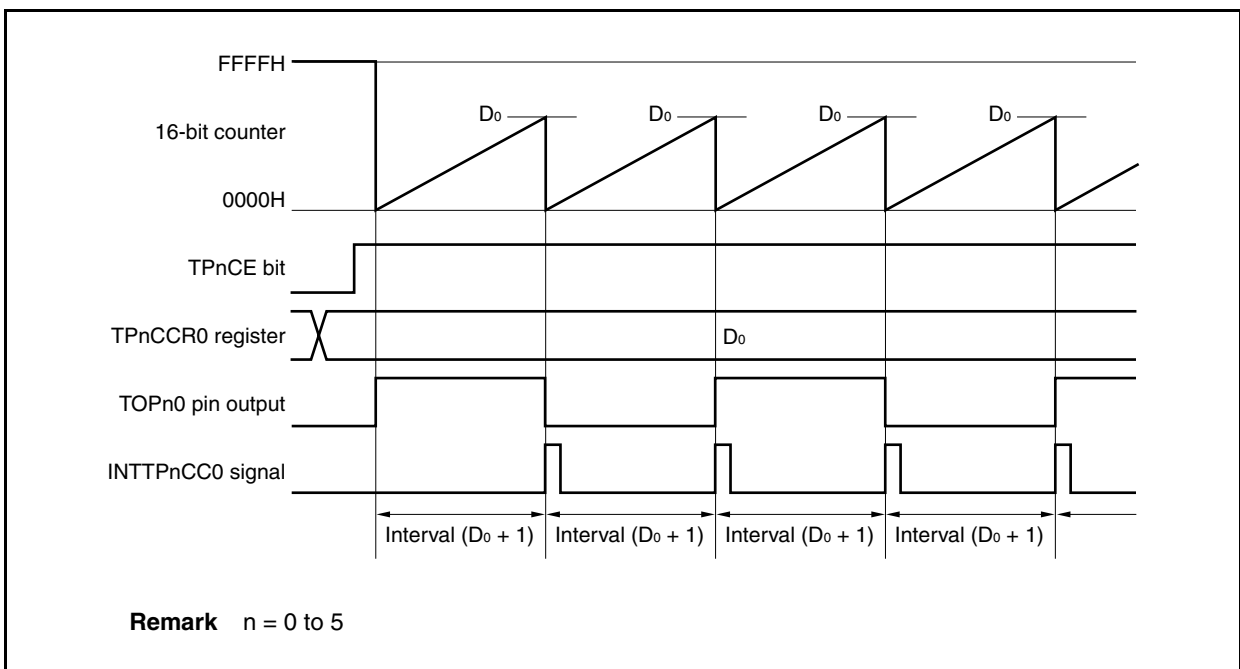 FFFFH
16-bit counter
0000H
D0 D0 D0 D0
TPnCE bit
TPnCCR0 register
D0
TOPn0 pin output
INTTPnCC0 signal
Interval (D0 + 1) Interval (D0 + 1) Interval (D0 + 1) Interval (D0 + 1)
Remark n = 0 to 5